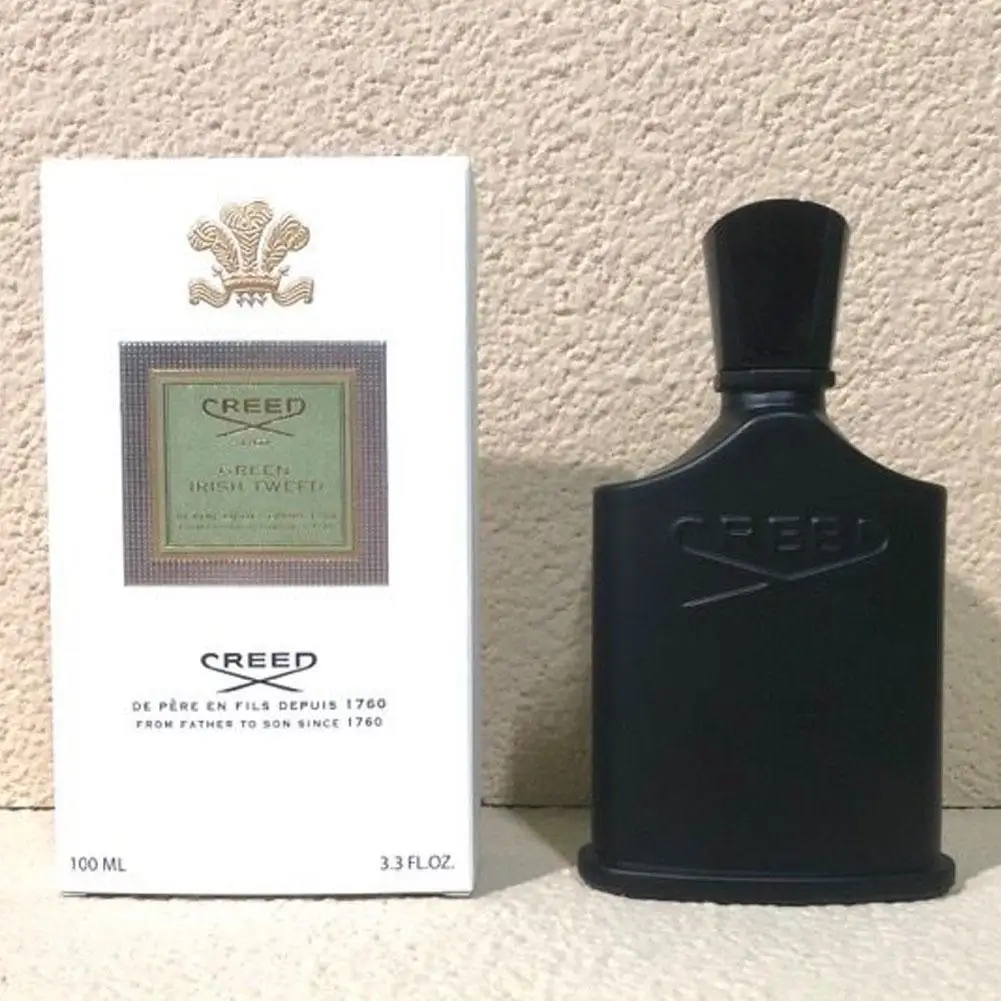 CREED
GREEN
IRISH TWEED
CREED
DE PÈRE EN FILS DEPUIS 1760
FROM FATHER TO SON SINCE 1760
100 ML
3.3 FL.OZ.
CREED